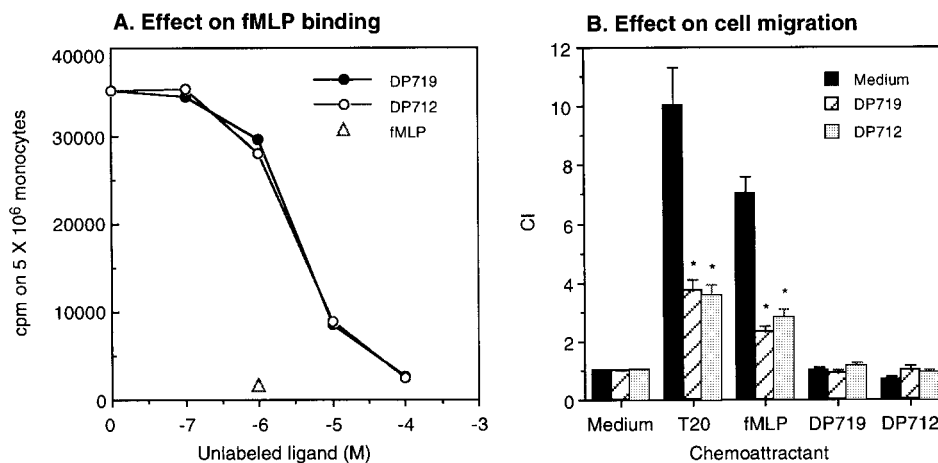 A. Effect on fMLP binding
40000
30000
20000
10000
0
cpm on 5 X 10⁶ monocytes
DP719
DP712
fMLP
0 -7 -6 -5 -4 -3
Unlabeled ligand (M)
B. Effect on cell migration
12
10
8
6
4
2
0
CI
Medium
DP719
DP712
* *
* *
Medium T20 fMLP DP719 DP712
Chemoattractant